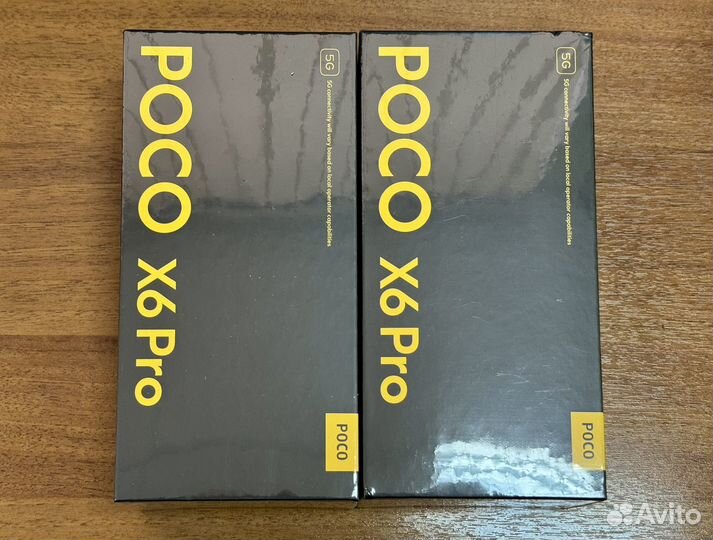 POCO X6 Pro
5G
5G connectivity will vary based on local operator capabilities
POCO
POCO X6 Pro
5G
5G connectivity will vary based on local operator capabilities
POCO
Avito